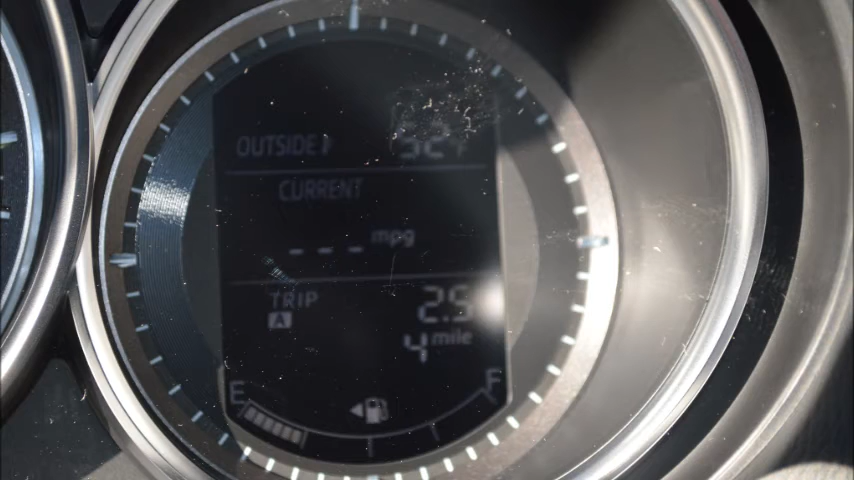 OUTSIDE
CURRENT
--- mpg
TRIP 2.5
A
4 mile
E F